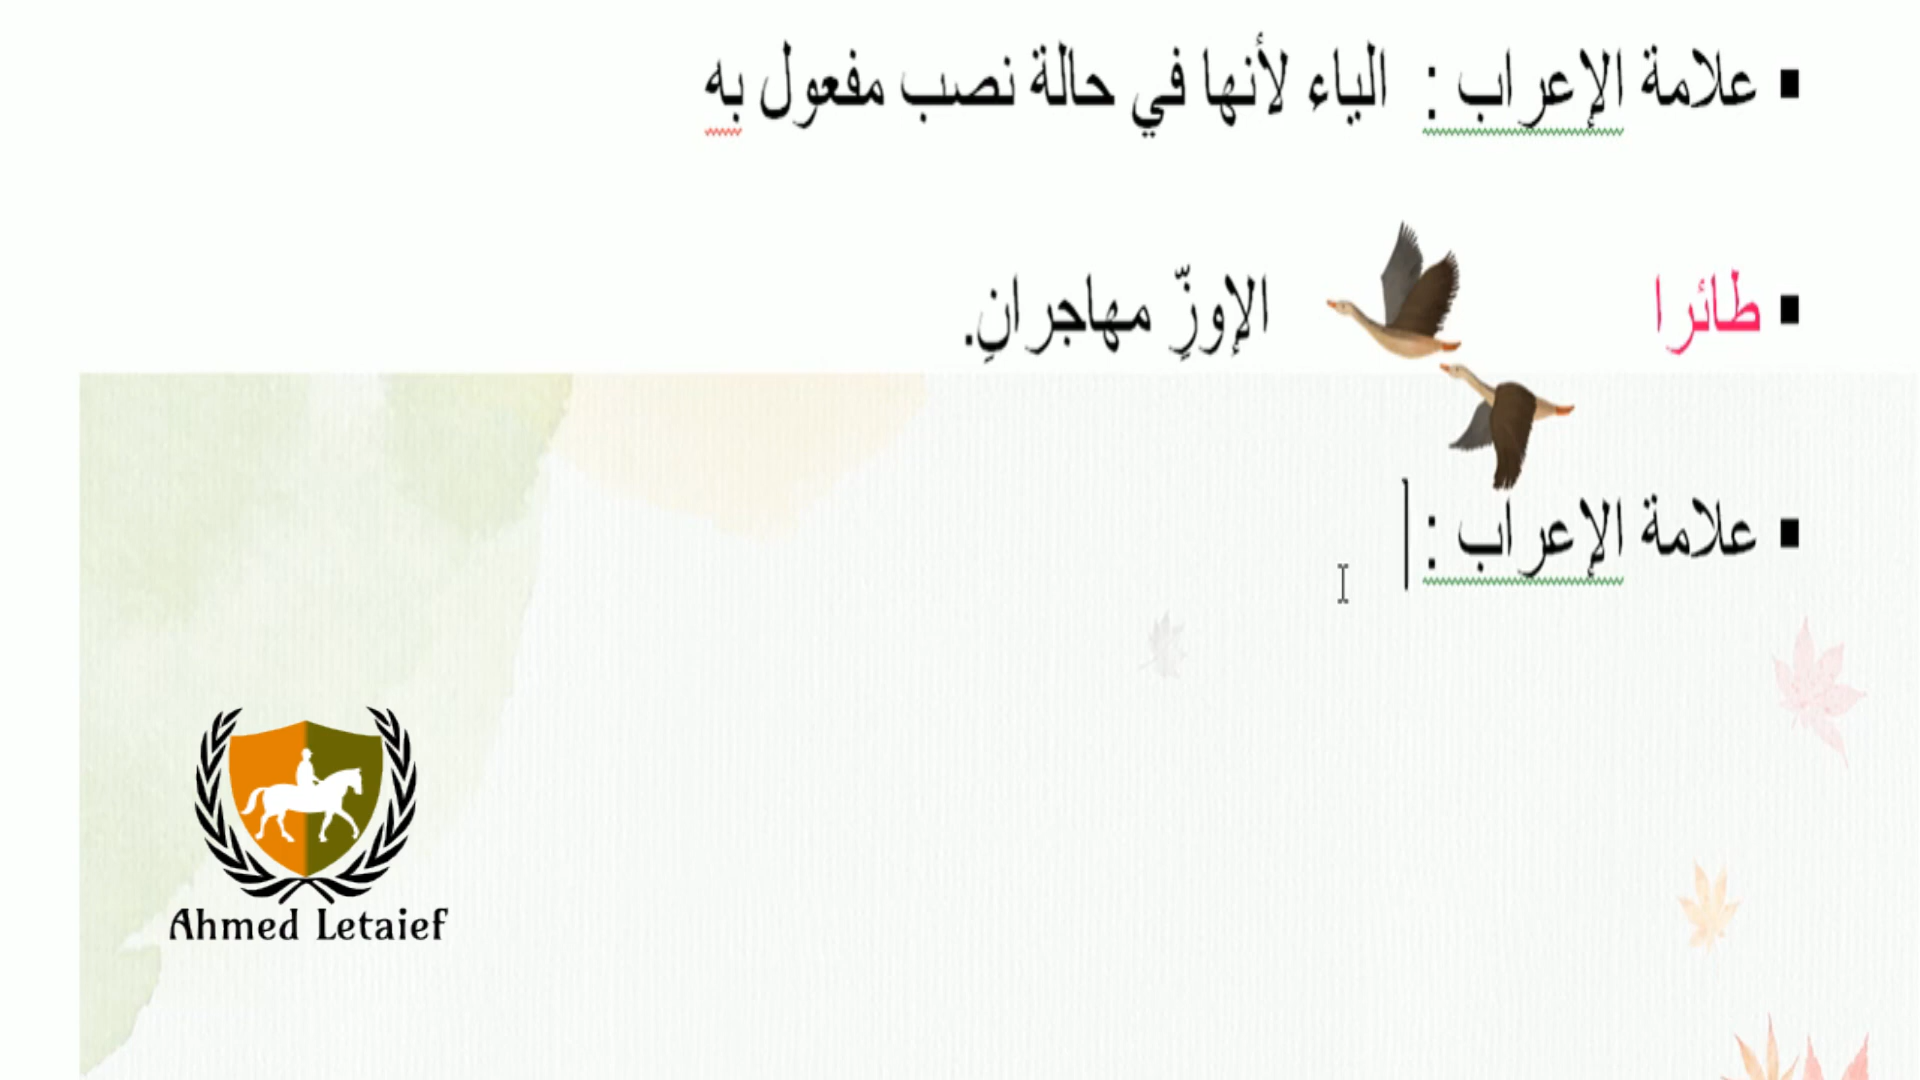 ▪ علامة الإعراب : الياء لأنها في حالة نصب مفعول به
▪ طائرا الإوزِّ مهاجرانِ.
▪ علامة الإعراب :
Ahmed Letaief